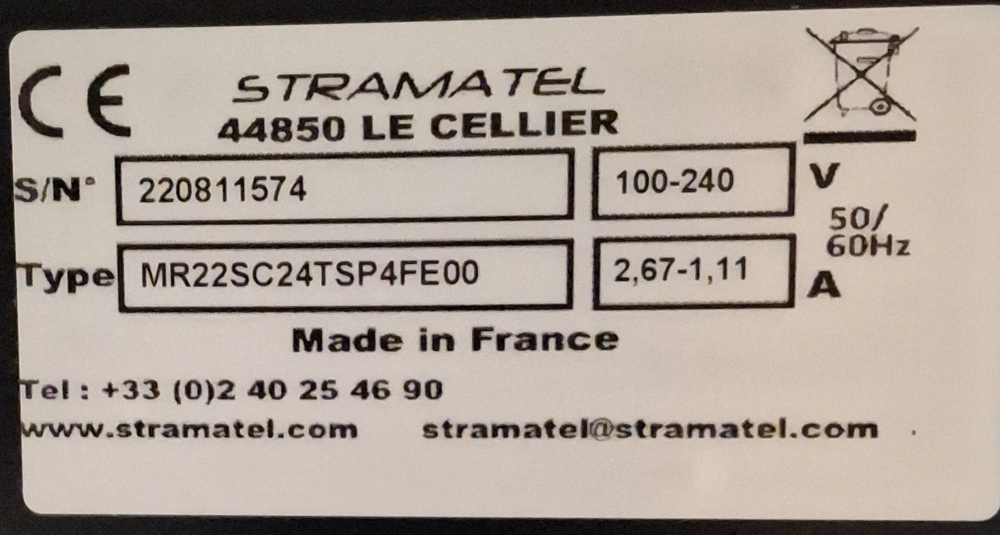 CE STRAMATEL
44850 LE CELLIER
S/N° 220811574 100-240 V
50/
60Hz
Type MR22SC24TSP4FE00 2,67-1,11 A
Made in France
Tel : +33 (0)2 40 25 46 90
www.stramatel.com stramatel@stramatel.com